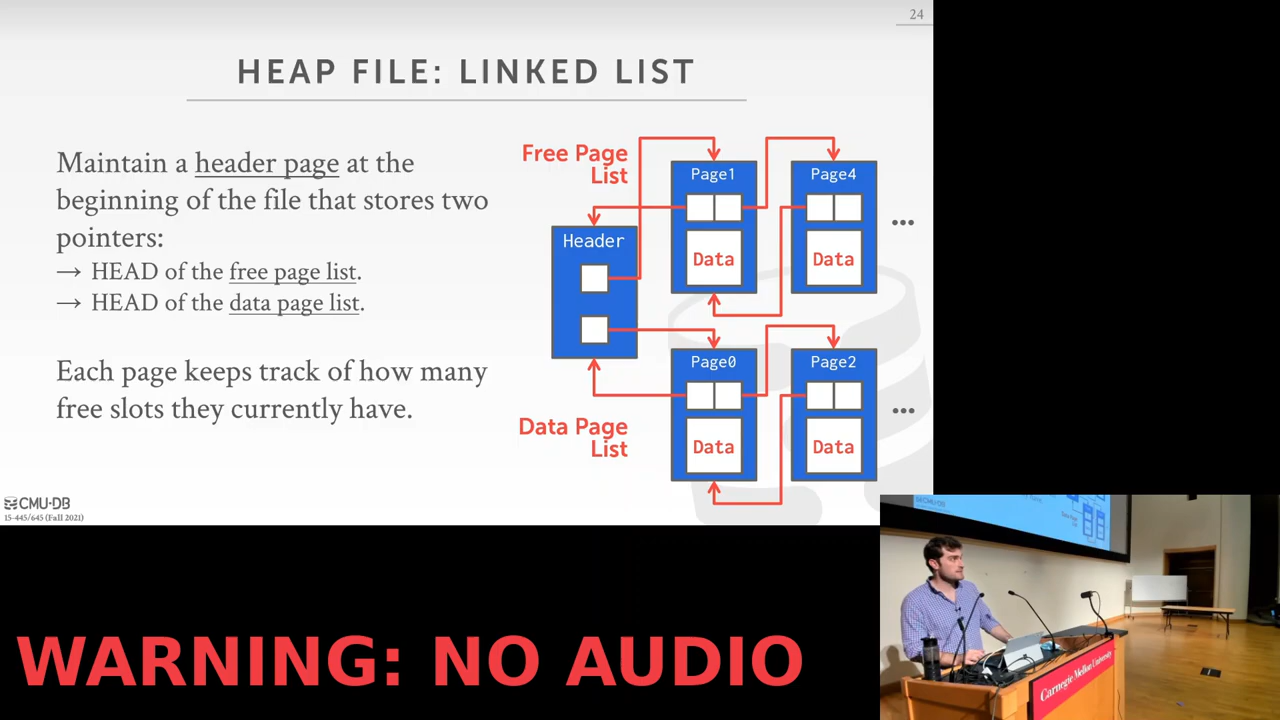 24
HEAP FILE: LINKED LIST
Maintain a header page at the
beginning of the file that stores two
pointers:
→ HEAD of the free page list.
→ HEAD of the data page list.
Each page keeps track of how many
free slots they currently have.
Free Page
List
Header
Page1
Data
Page4
Data
...
Data Page
List
Page0
Data
Page2
Data
...
CMU·DB
15-445/645 (Fall 2021)
WARNING: NO AUDIO
Carnegie Mellon University